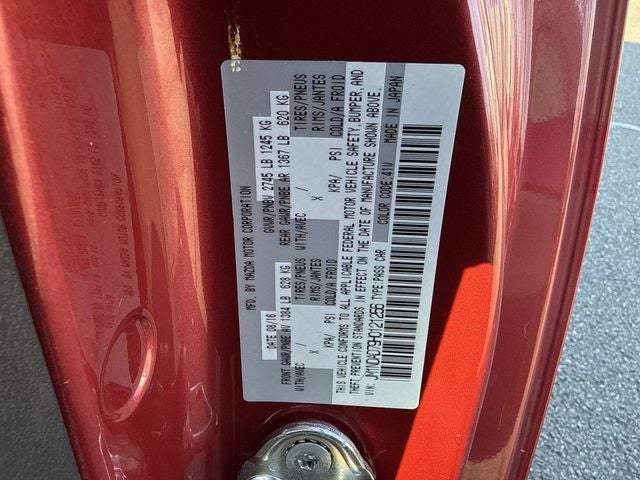 MFD. BY MAZDA MOTOR CORPORATION
DATE 08/16 GVWR/PNBV 2745 LB 1245 KG
FRONT GAWR/PNBE AV 1384 LB 628 KG REAR GAWR/PNBE AR 1367 LB 620 KG
WITH/AVEC / TIRES/PNEUS WITH/AVEC / TIRES/PNEUS
X RIMS/JANTES X RIMS/JANTES
KPA/ PSI COLD/A FROID KPA/ PSI COLD/A FROID
THIS VEHICLE CONFORMS TO ALL APPLICABLE FEDERAL MOTOR VEHICLE SAFETY, BUMPER, AND
THEFT PREVENTION STANDARDS IN EFFECT ON THE DATE OF MANUFACTURE SHOWN ABOVE.
VIN: TYPE:PASS CAR COLOR CODE:41V MADE IN JAPAN